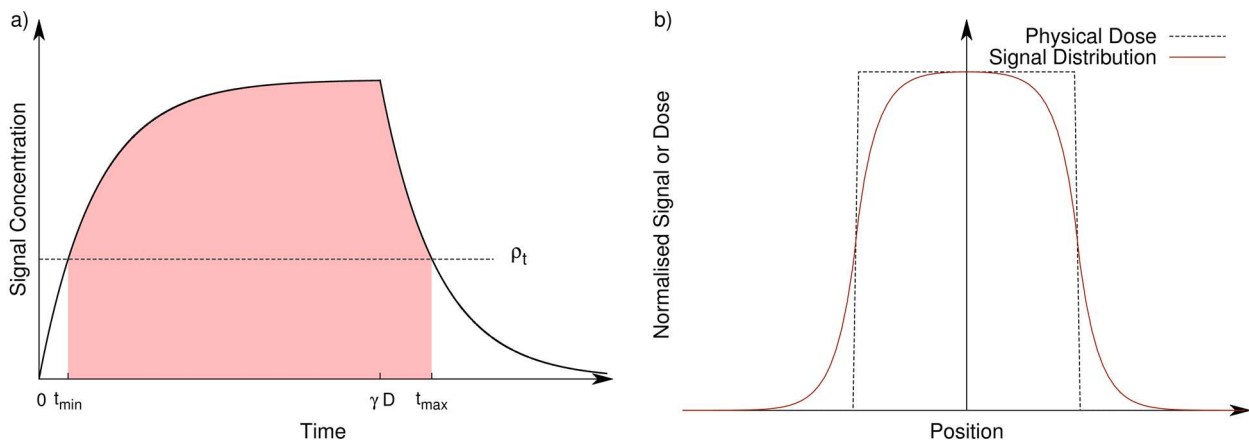 a)
Signal Concentration
ρt
0 tmin γ D tmax
Time
b)
Physical Dose
Signal Distribution
Normalised Signal or Dose
Position